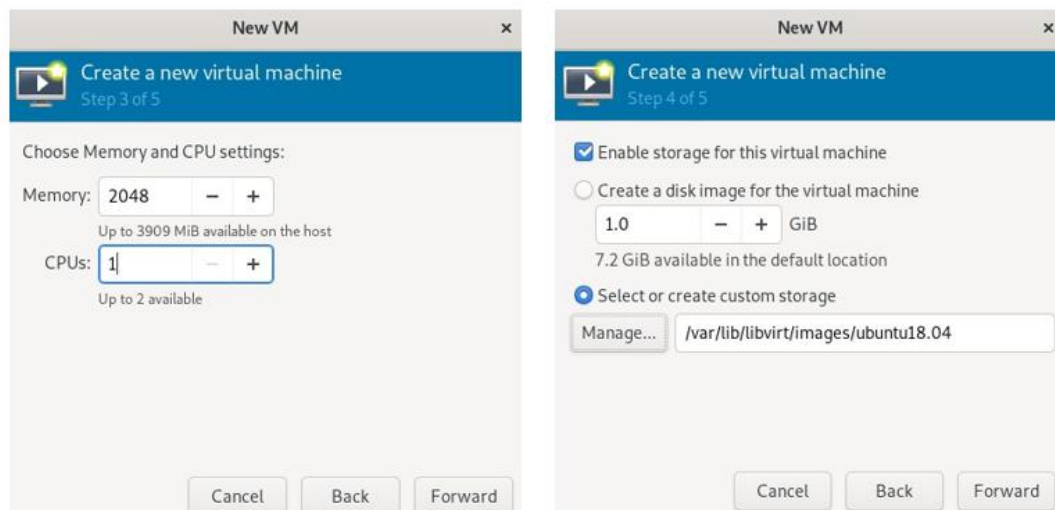 New VM ×
Create a new virtual machine
Step 3 of 5
Choose Memory and CPU settings:
Memory: 2048 − +
Up to 3909 MiB available on the host
CPUs: 1 − +
Up to 2 available
Cancel Back Forward
New VM ×
Create a new virtual machine
Step 4 of 5
Enable storage for this virtual machine
Create a disk image for the virtual machine
1.0 − + GiB
7.2 GiB available in the default location
Select or create custom storage
Manage... /var/lib/libvirt/images/ubuntu18.04
Cancel Back Forward